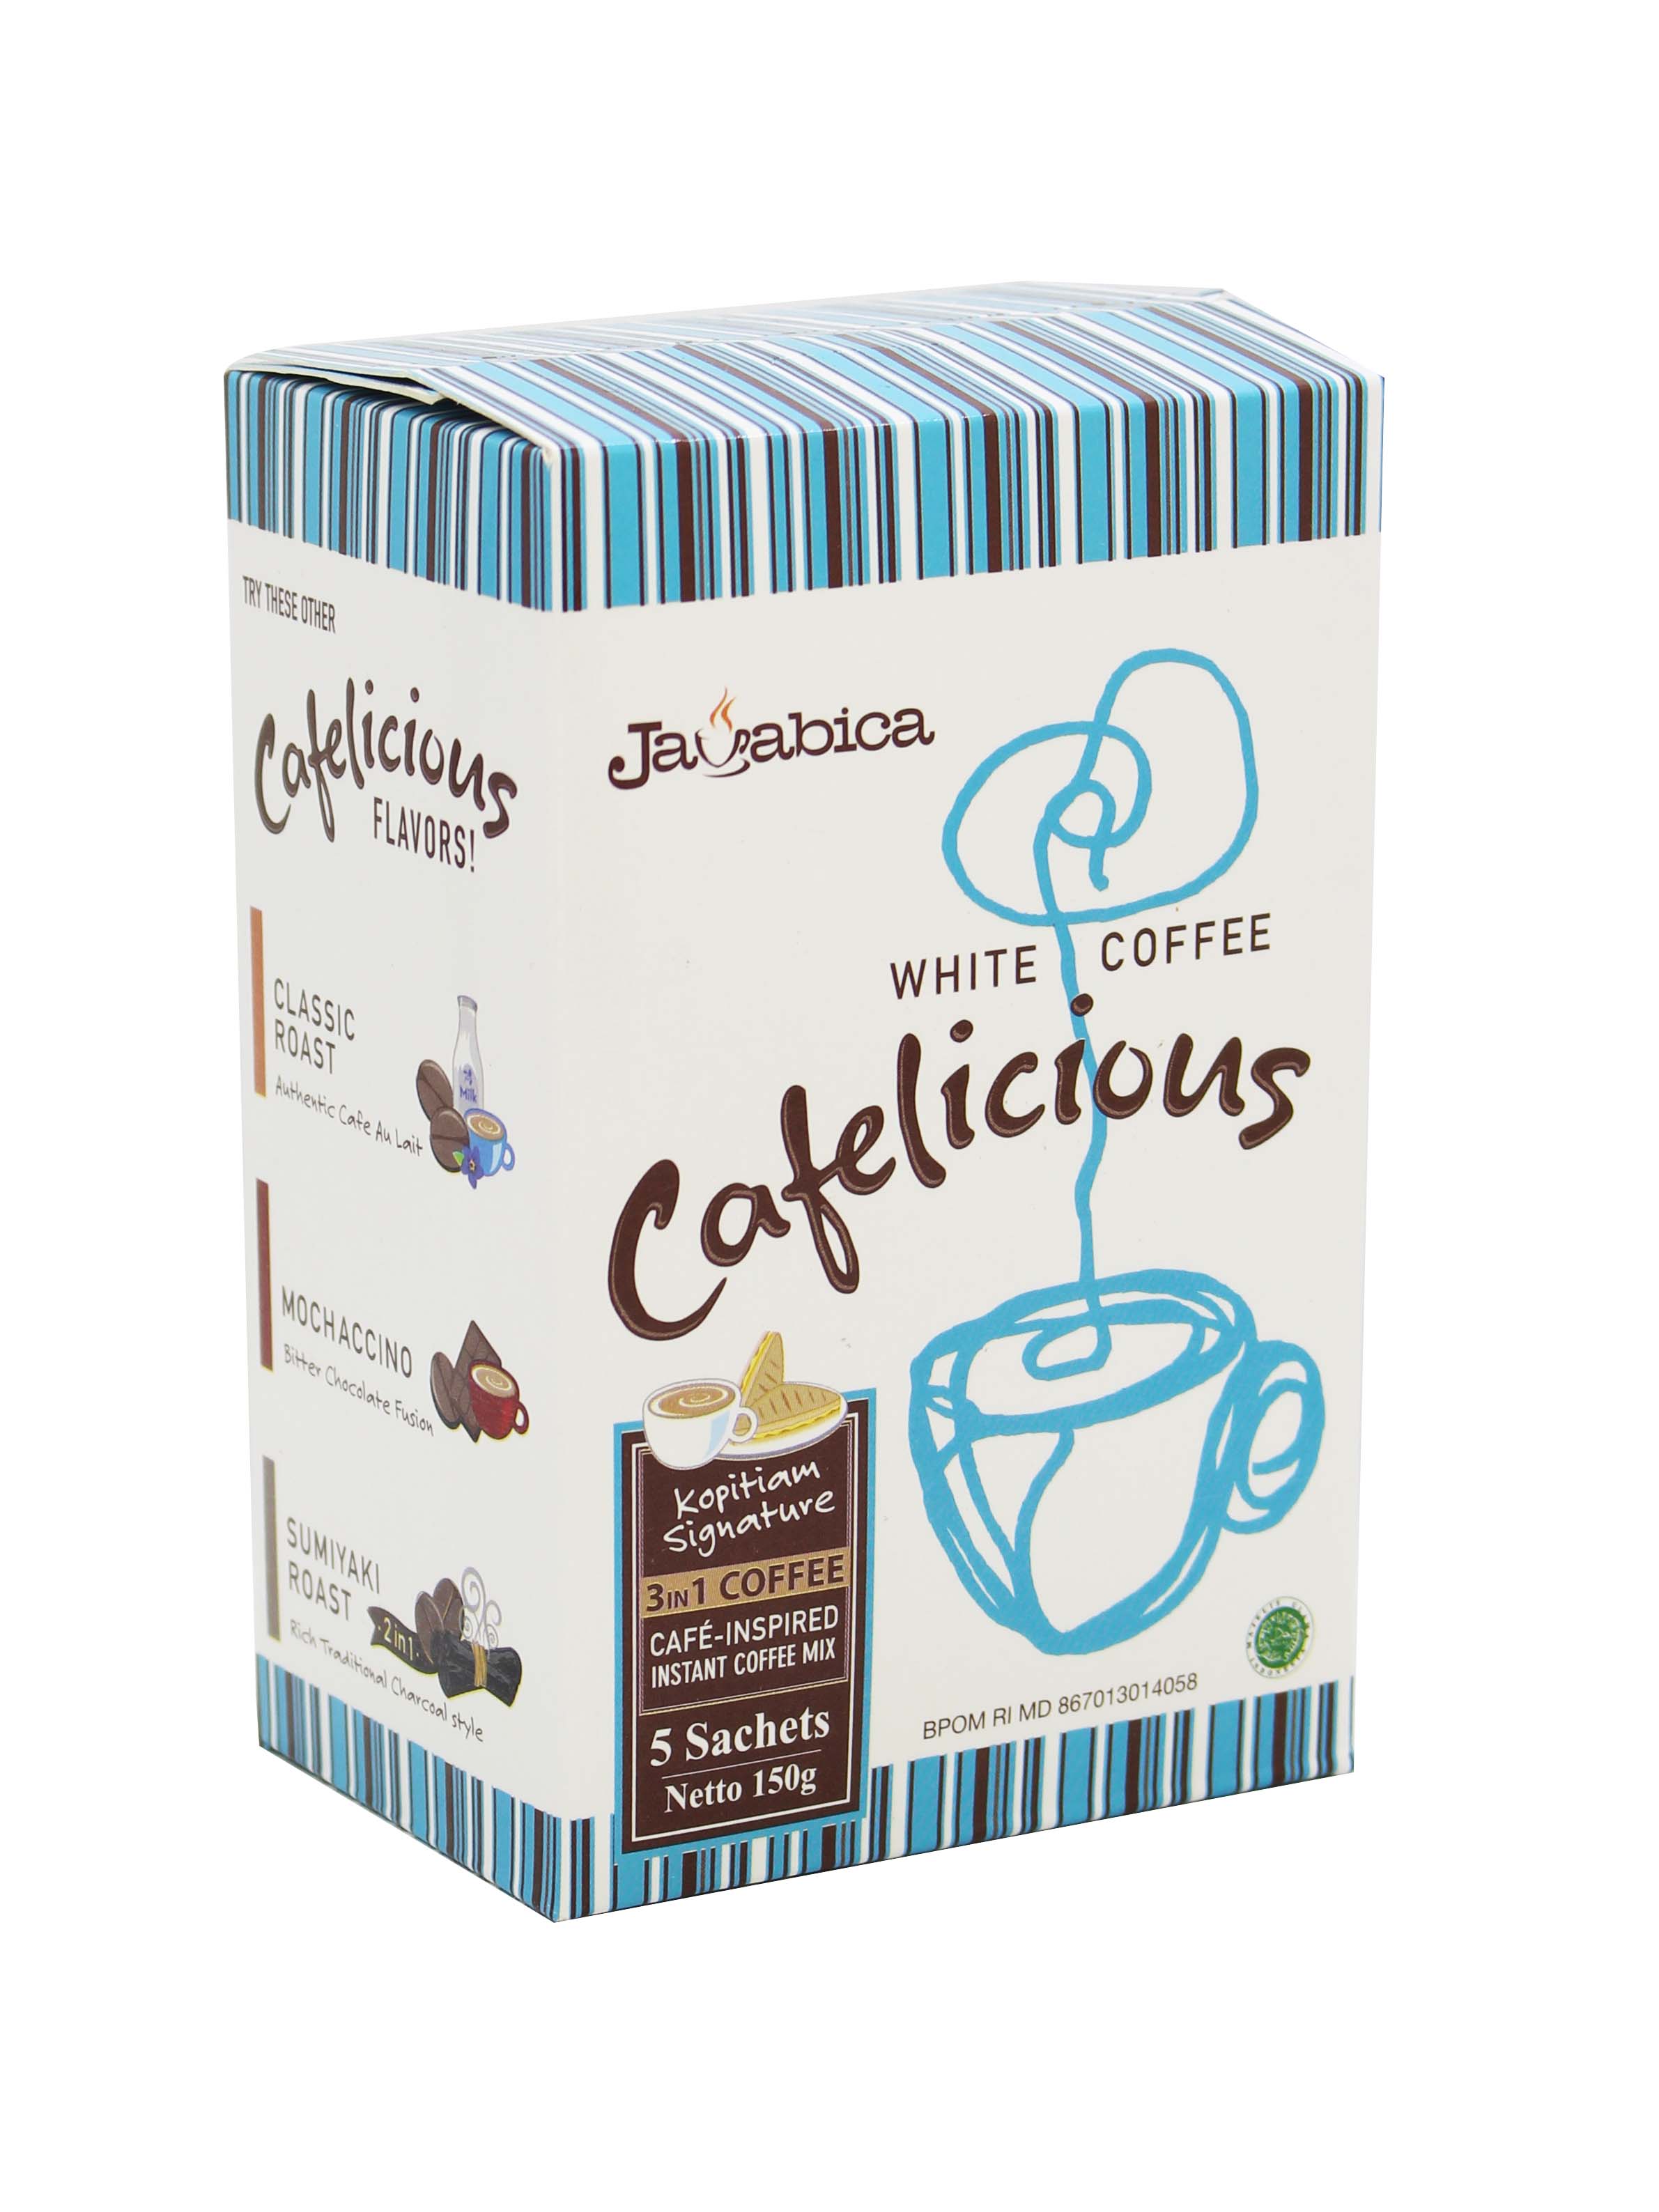 TRY THESE OTHER
Cafelicious
FLAVORS!
CLASSIC
ROAST
Authentic Cafe Au Lait
Milk
MOCHACCINO
Bitter Chocolate Fusion
SUMIYAKI
ROAST
2 in 1
Rich Traditional Charcoal style
Javabica
WHITE COFFEE
Cafelicious
Kopitiam
Signature
3IN1 COFFEE
CAFÉ-INSPIRED
INSTANT COFFEE MIX
5 Sachets
Netto 150g
BPOM RI MD 867013014058